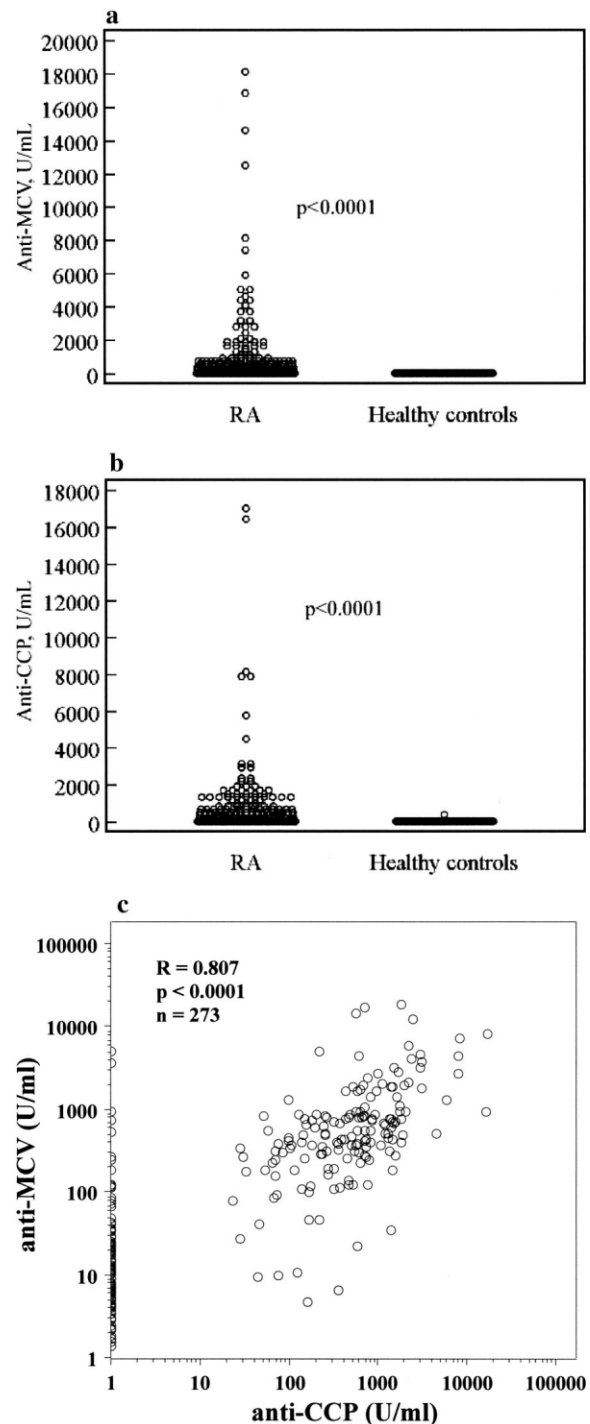 a
20000
18000
16000
14000
12000
10000
8000
6000
4000
2000
0
Anti-MCV, U/mL
p<0.0001
RA Healthy controls
b
18000
16000
14000
12000
10000
8000
6000
4000
2000
0
Anti-CCP, U/mL
p<0.0001
RA Healthy controls
c
100000
10000
1000
100
10
1
anti-MCV (U/ml)
R = 0.807
p < 0.0001
n = 273
1 10 100 1000 10000 100000
anti-CCP (U/ml)